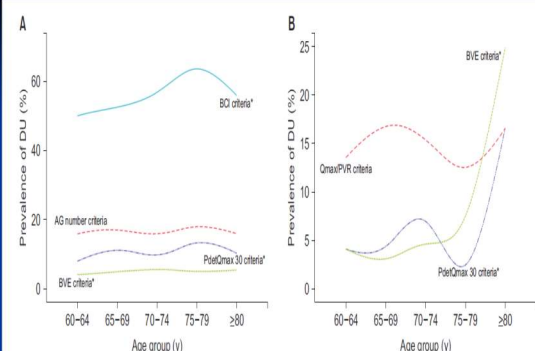 A
Prevalence of DU (%)
60
40
20
0
BCI criteria*
AG number criteria
PdetQmax 30 criteria*
BVE criteria*
60–64 65–69 70–74 75–79 ≥80
Age group (y)
B
Prevalence of DU (%)
25
20
15
10
5
0
BVE criteria*
Qmax/PVR criteria
PdetQmax 30 criteria*
60–64 65–69 70–74 75–79 ≥80
Age group (y)